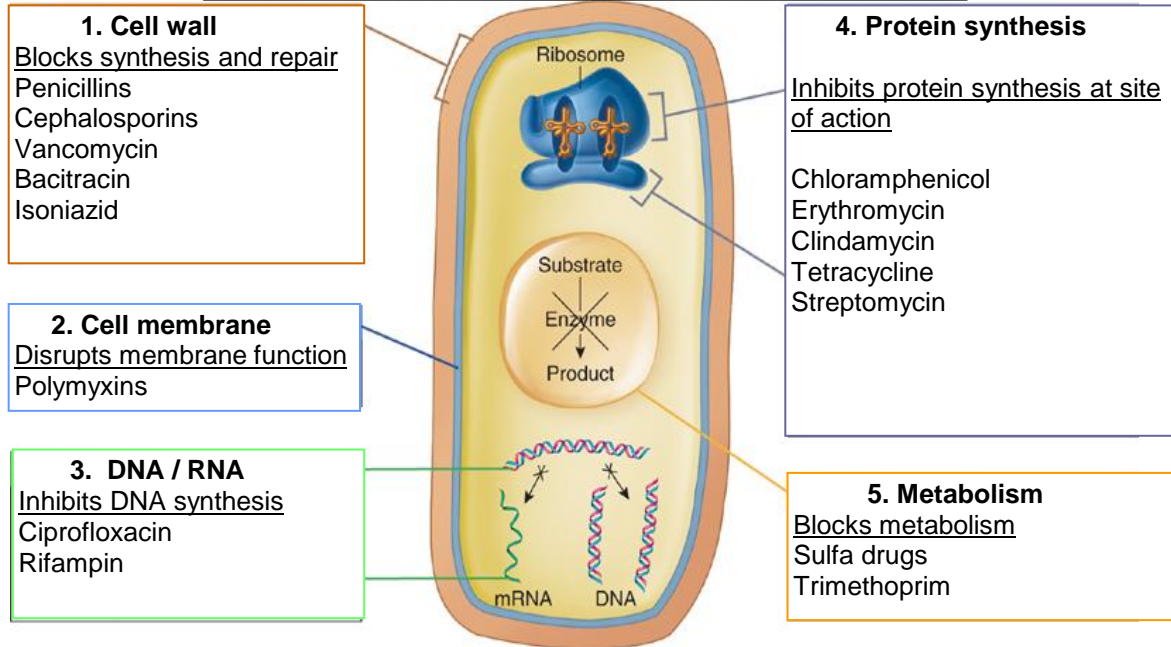 1. Cell wall
Blocks synthesis and repair
Penicillins
Cephalosporins
Vancomycin
Bacitracin
Isoniazid
2. Cell membrane
Disrupts membrane function
Polymyxins
3. DNA / RNA
Inhibits DNA synthesis
Ciprofloxacin
Rifampin
Ribosome
Substrate
Enzyme
Product
mRNA
DNA
4. Protein synthesis
Inhibits protein synthesis at site
of action
Chloramphenicol
Erythromycin
Clindamycin
Tetracycline
Streptomycin
5. Metabolism
Blocks metabolism
Sulfa drugs
Trimethoprim